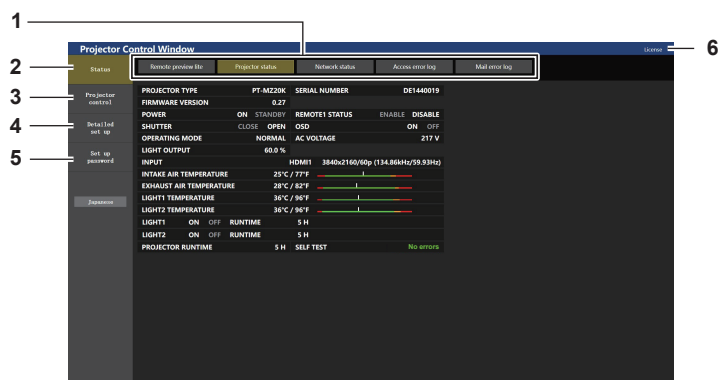 1
Projector Control Window
License
6
2
Status
Remote preview lite
Projector status
Network status
Access error log
Mail error log
3
Projector
control
4
Detailed
set up
5
Set up
password
Japanese
PROJECTOR TYPE PT-MZ20K SERIAL NUMBER DE1440019
FIRMWARE VERSION 0.27
POWER ON STANDBY REMOTE1 STATUS ENABLE DISABLE
SHUTTER CLOSE OPEN OSD ON OFF
OPERATING MODE NORMAL AC VOLTAGE 217 V
LIGHT OUTPUT 60.0 %
INPUT HDMI1 3840x2160/60p (134.86kHz/59.93Hz)
INTAKE AIR TEMPERATURE 25°C / 77°F
EXHAUST AIR TEMPERATURE 28°C / 82°F
LIGHT1 TEMPERATURE 36°C / 96°F
LIGHT2 TEMPERATURE 36°C / 96°F
LIGHT1 ON OFF RUNTIME 5 H
LIGHT2 ON OFF RUNTIME 5 H
PROJECTOR RUNTIME 5 H SELF TEST No errors